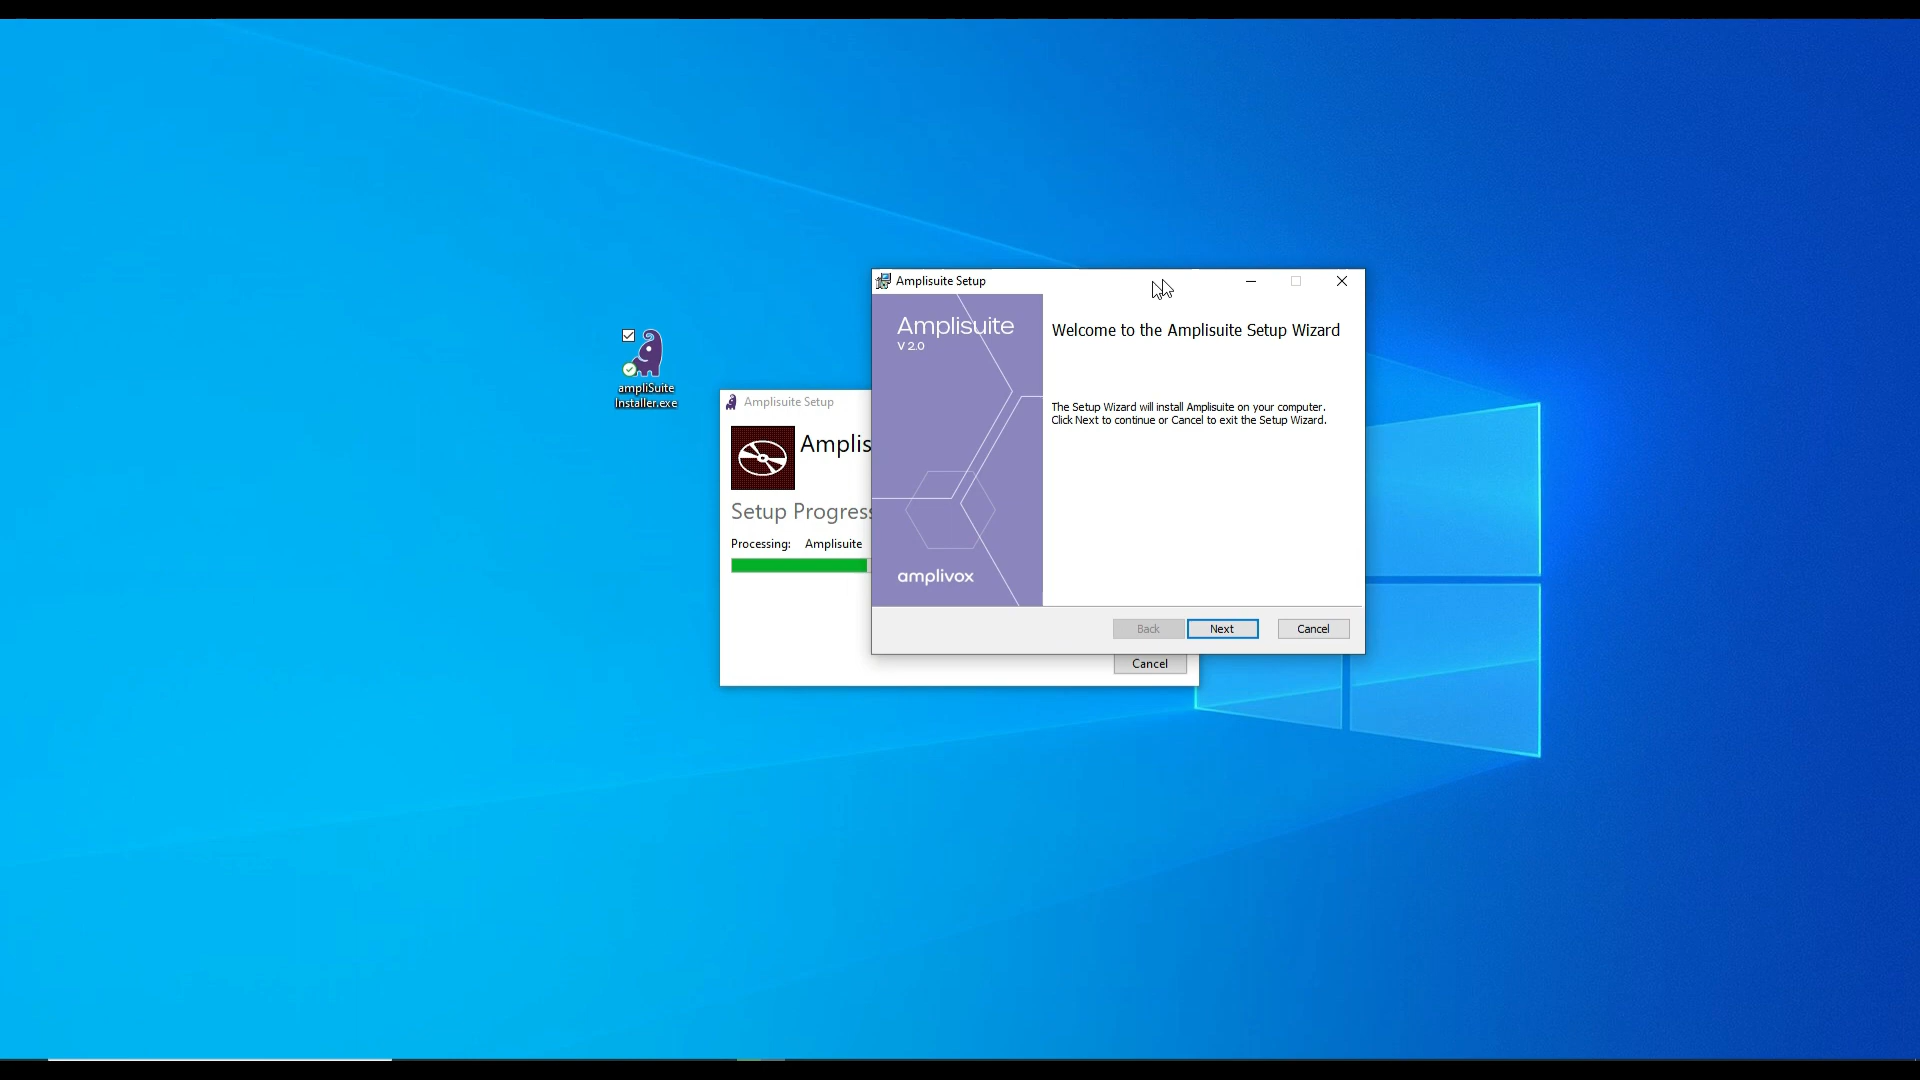 ampliSuite
Installer.exe
Amplisuite Setup
Amplis
Setup Progress
Processing: Amplisuite
Cancel
Amplisuite Setup
Amplisuite
V 2.0
amplivox
Welcome to the Amplisuite Setup Wizard
The Setup Wizard will install Amplisuite on your computer.
Click Next to continue or Cancel to exit the Setup Wizard.
Back
Next
Cancel